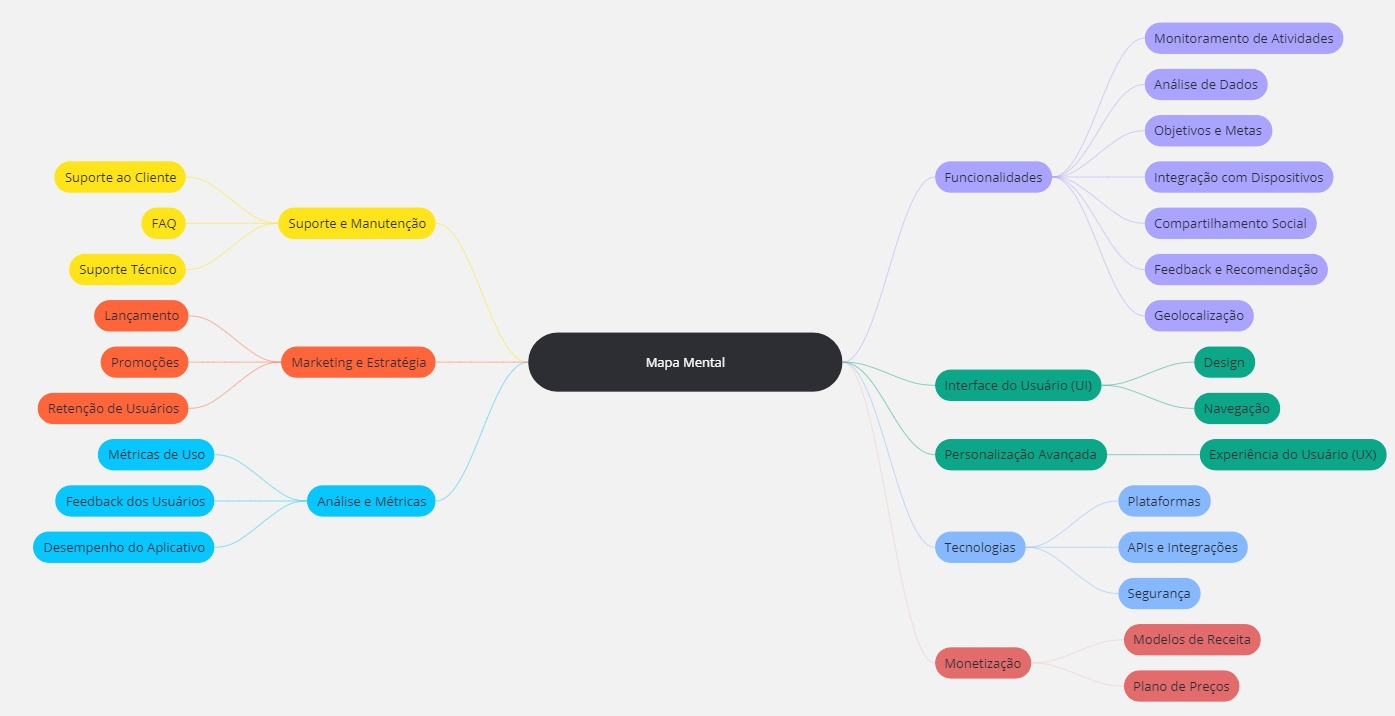 Mapa Mental
Funcionalidades
Monitoramento de Atividades
Análise de Dados
Objetivos e Metas
Integração com Dispositivos
Compartilhamento Social
Feedback e Recomendação
Geolocalização
Interface do Usuário (UI)
Design
Navegação
Personalização Avançada
Experiência do Usuário (UX)
Tecnologias
Plataformas
APIs e Integrações
Segurança
Monetização
Modelos de Receita
Plano de Preços
Suporte e Manutenção
Suporte ao Cliente
FAQ
Suporte Técnico
Marketing e Estratégia
Lançamento
Promoções
Retenção de Usuários
Análise e Métricas
Métricas de Uso
Feedback dos Usuários
Desempenho do Aplicativo